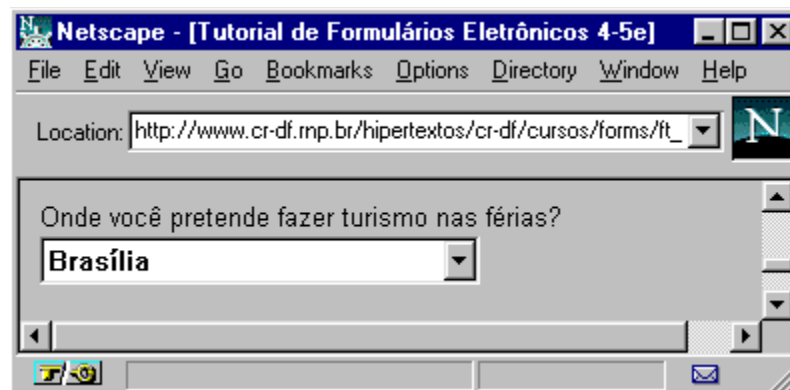 Netscape - [Tutorial de Formulários Eletrônicos 4-5e]
File Edit View Go Bookmarks Options Directory Window Help
Location: http://www.cr-df.rnp.br/hipertextos/cr-df/cursos/forms/ft_
N
Onde você pretende fazer turismo nas férias?
Brasília